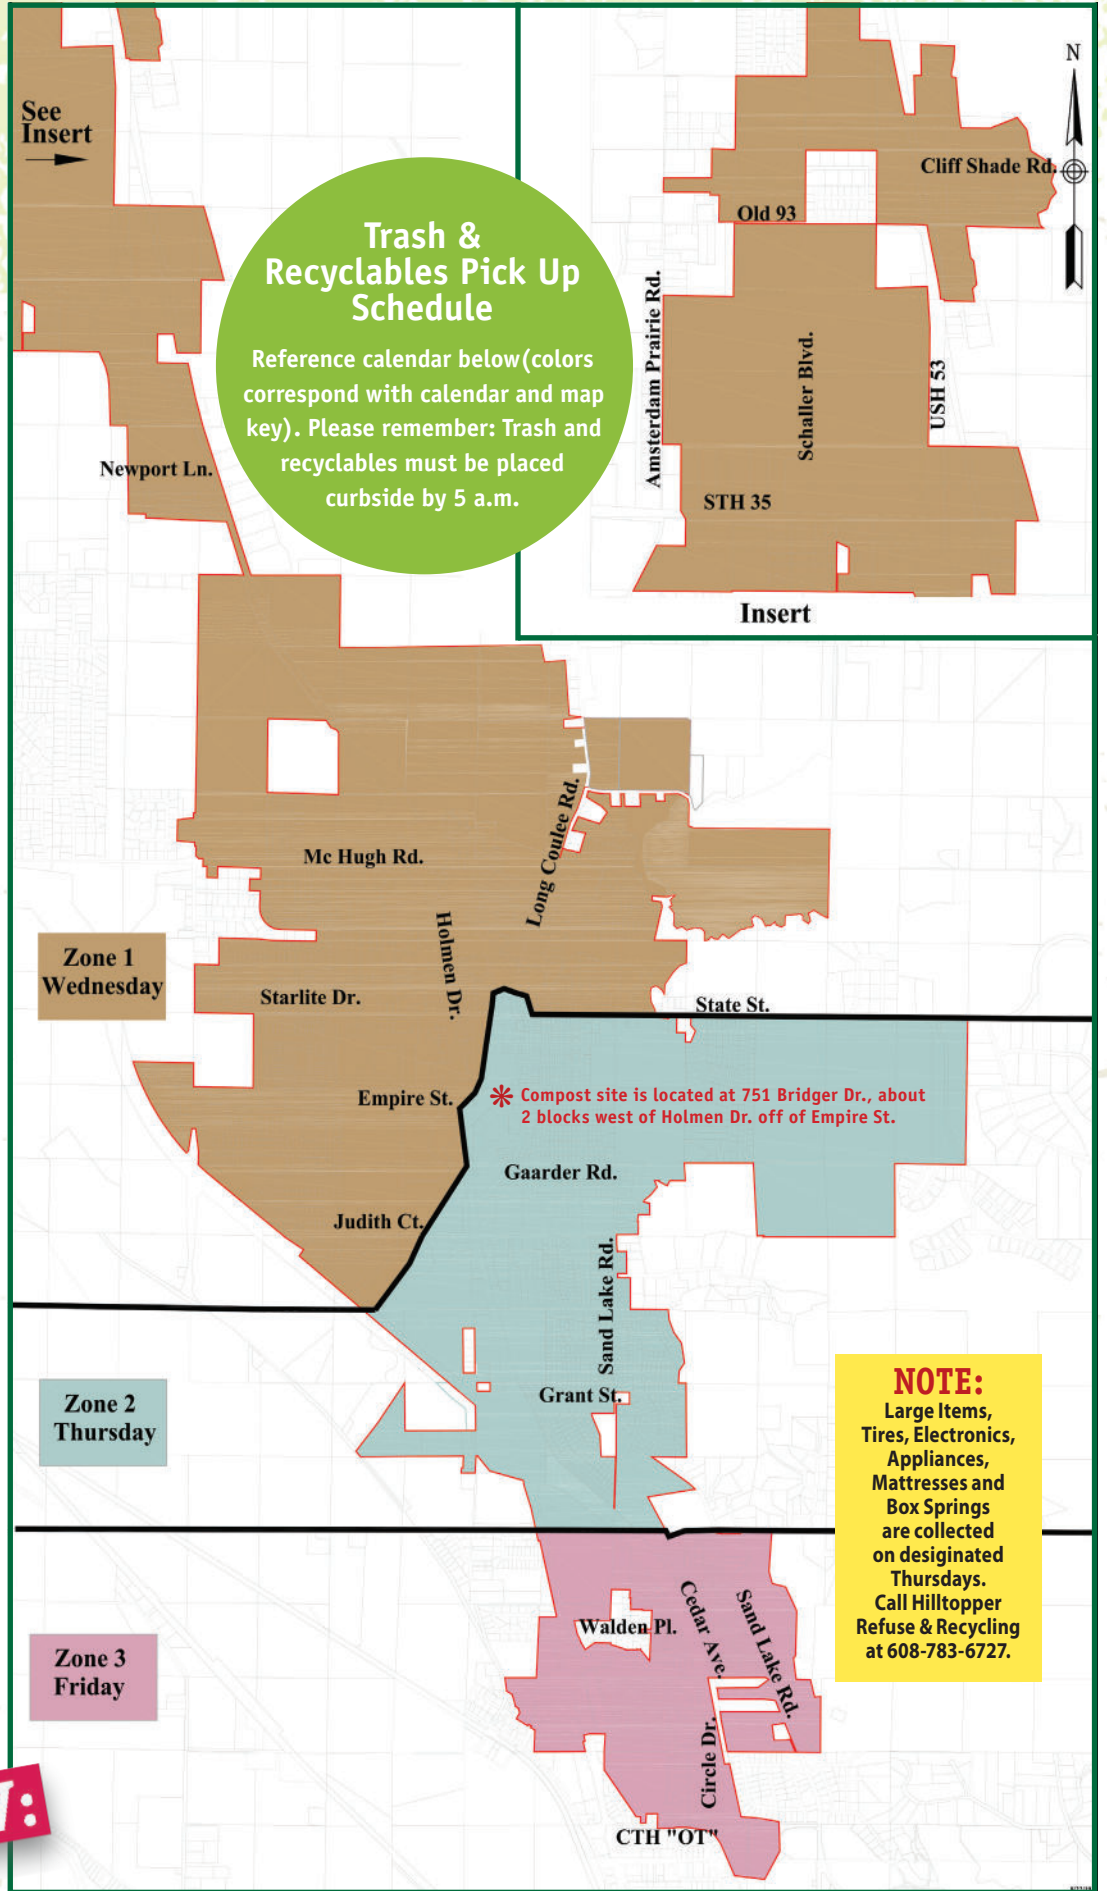 See
Insert
Trash &
Recyclables Pick Up
Schedule
Reference calendar below(colors
correspond with calendar and map
key). Please remember: Trash and
recyclables must be placed
curbside by 5 a.m.
N
Cliff Shade Rd.
Old 93
Amsterdam Prairie Rd.
Schaller Blvd.
USH 53
STH 35
Insert
Newport Ln.
Mc Hugh Rd.
Long Coulee Rd.
Holmen Dr.
Zone 1
Wednesday
Starlite Dr.
State St.
Empire St.
Compost site is located at 751 Bridger Dr., about
2 blocks west of Holmen Dr. off of Empire St.
Gaarder Rd.
Judith Ct.
Sand Lake Rd.
Grant St.
Zone 2
Thursday
NOTE:
Large Items,
Tires, Electronics,
Appliances,
Mattresses and
Box Springs
are collected
on desiginated
Thursdays.
Call Hilltopper
Refuse & Recycling
at 608-783-6727.
Walden Pl.
Cedar Ave.
Sand Lake Rd.
Zone 3
Friday
Circle Dr.
CTH "OT"